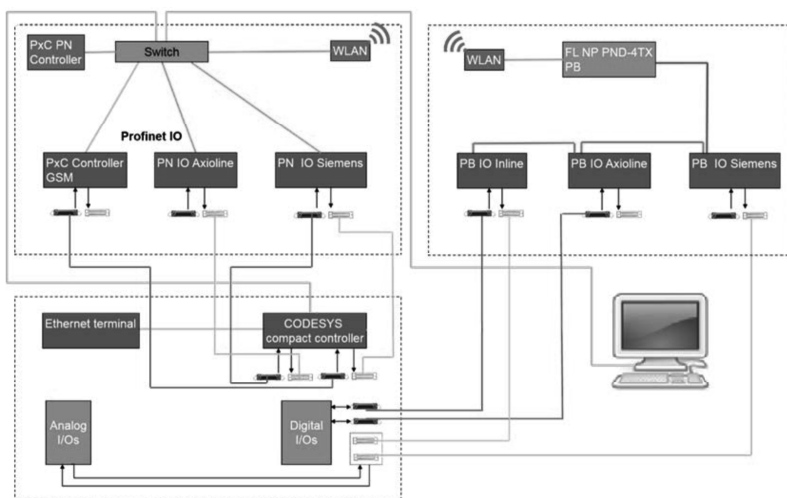 PxC PN
Controller
Switch
WLAN
Profinet IO
PxC Controller
GSM
PN IO Axioline
PN IO Siemens
WLAN
FL NP PND-4TX
PB
PB IO Inline
PB IO Axioline
PB IO Siemens
Ethernet terminal
CODESYS
compact controller
Analog
I/Os
Digital
I/Os